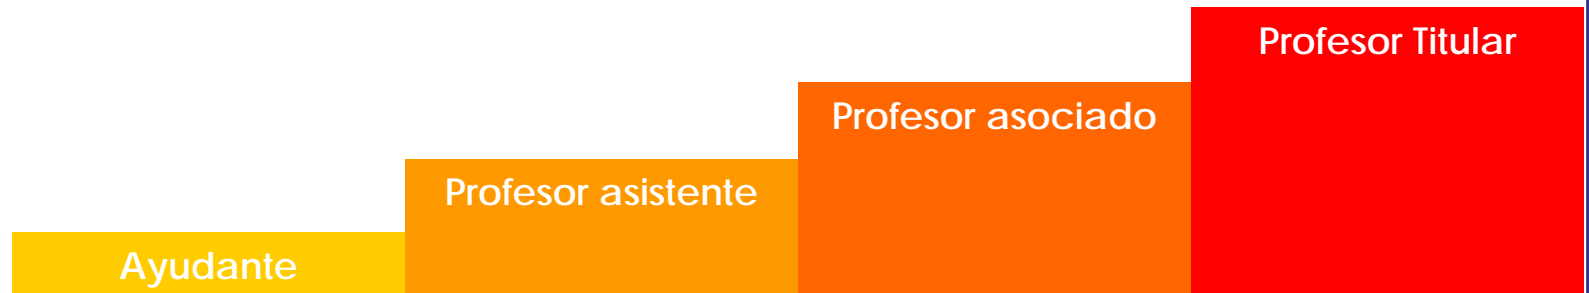 Profesor Titular
Profesor asociado
Profesor asistente
Ayudante